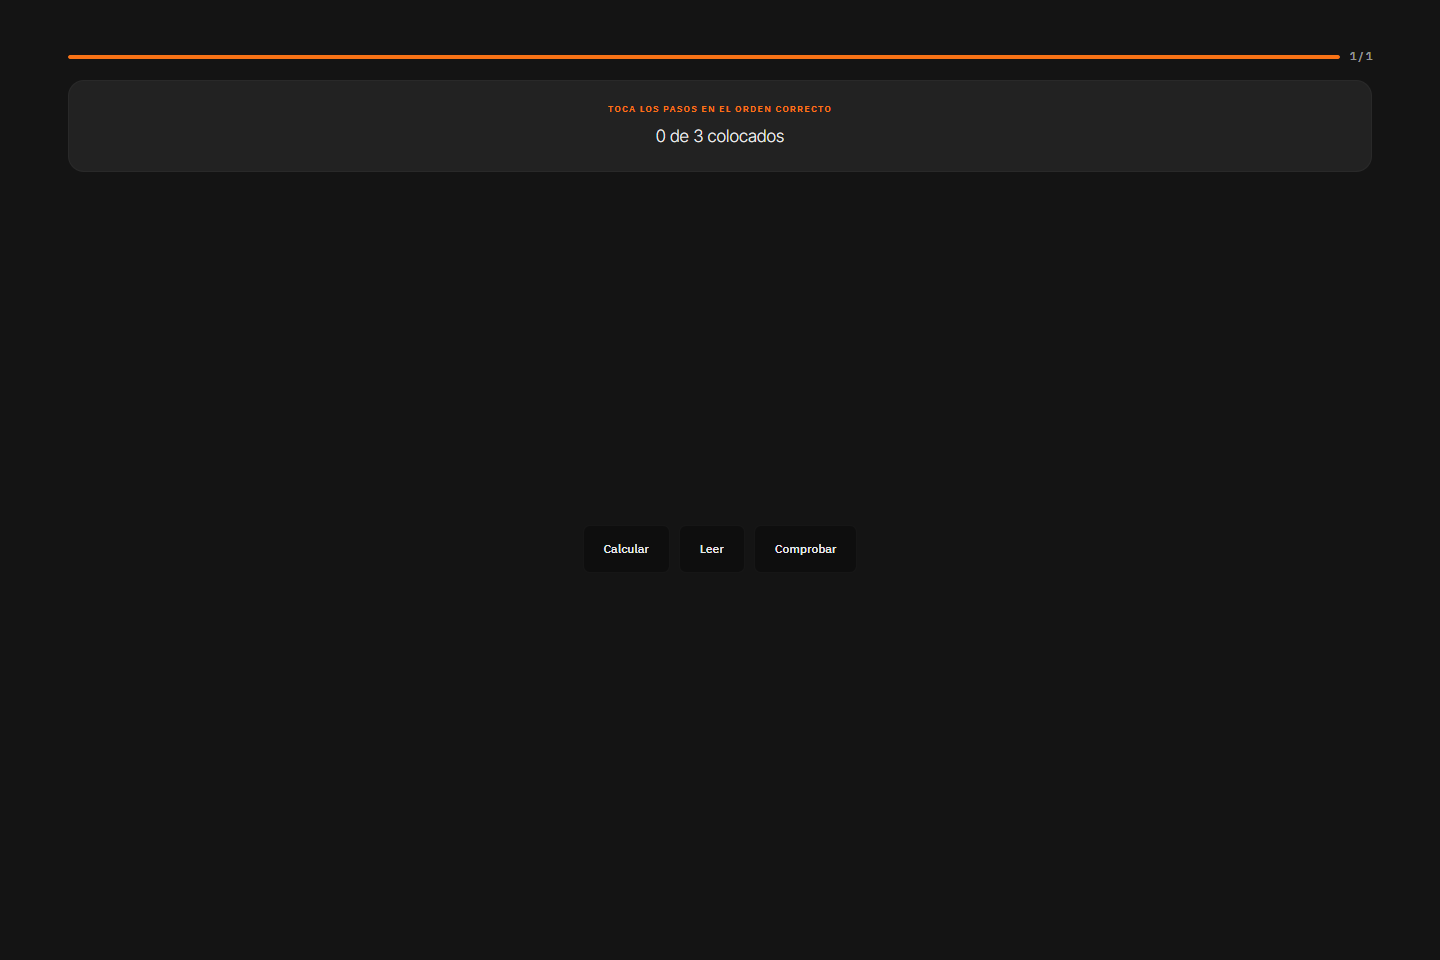 1/1
TOCA LOS PASOS EN EL ORDEN CORRECTO
0 de 3 colocados
Calcular
Leer
Comprobar